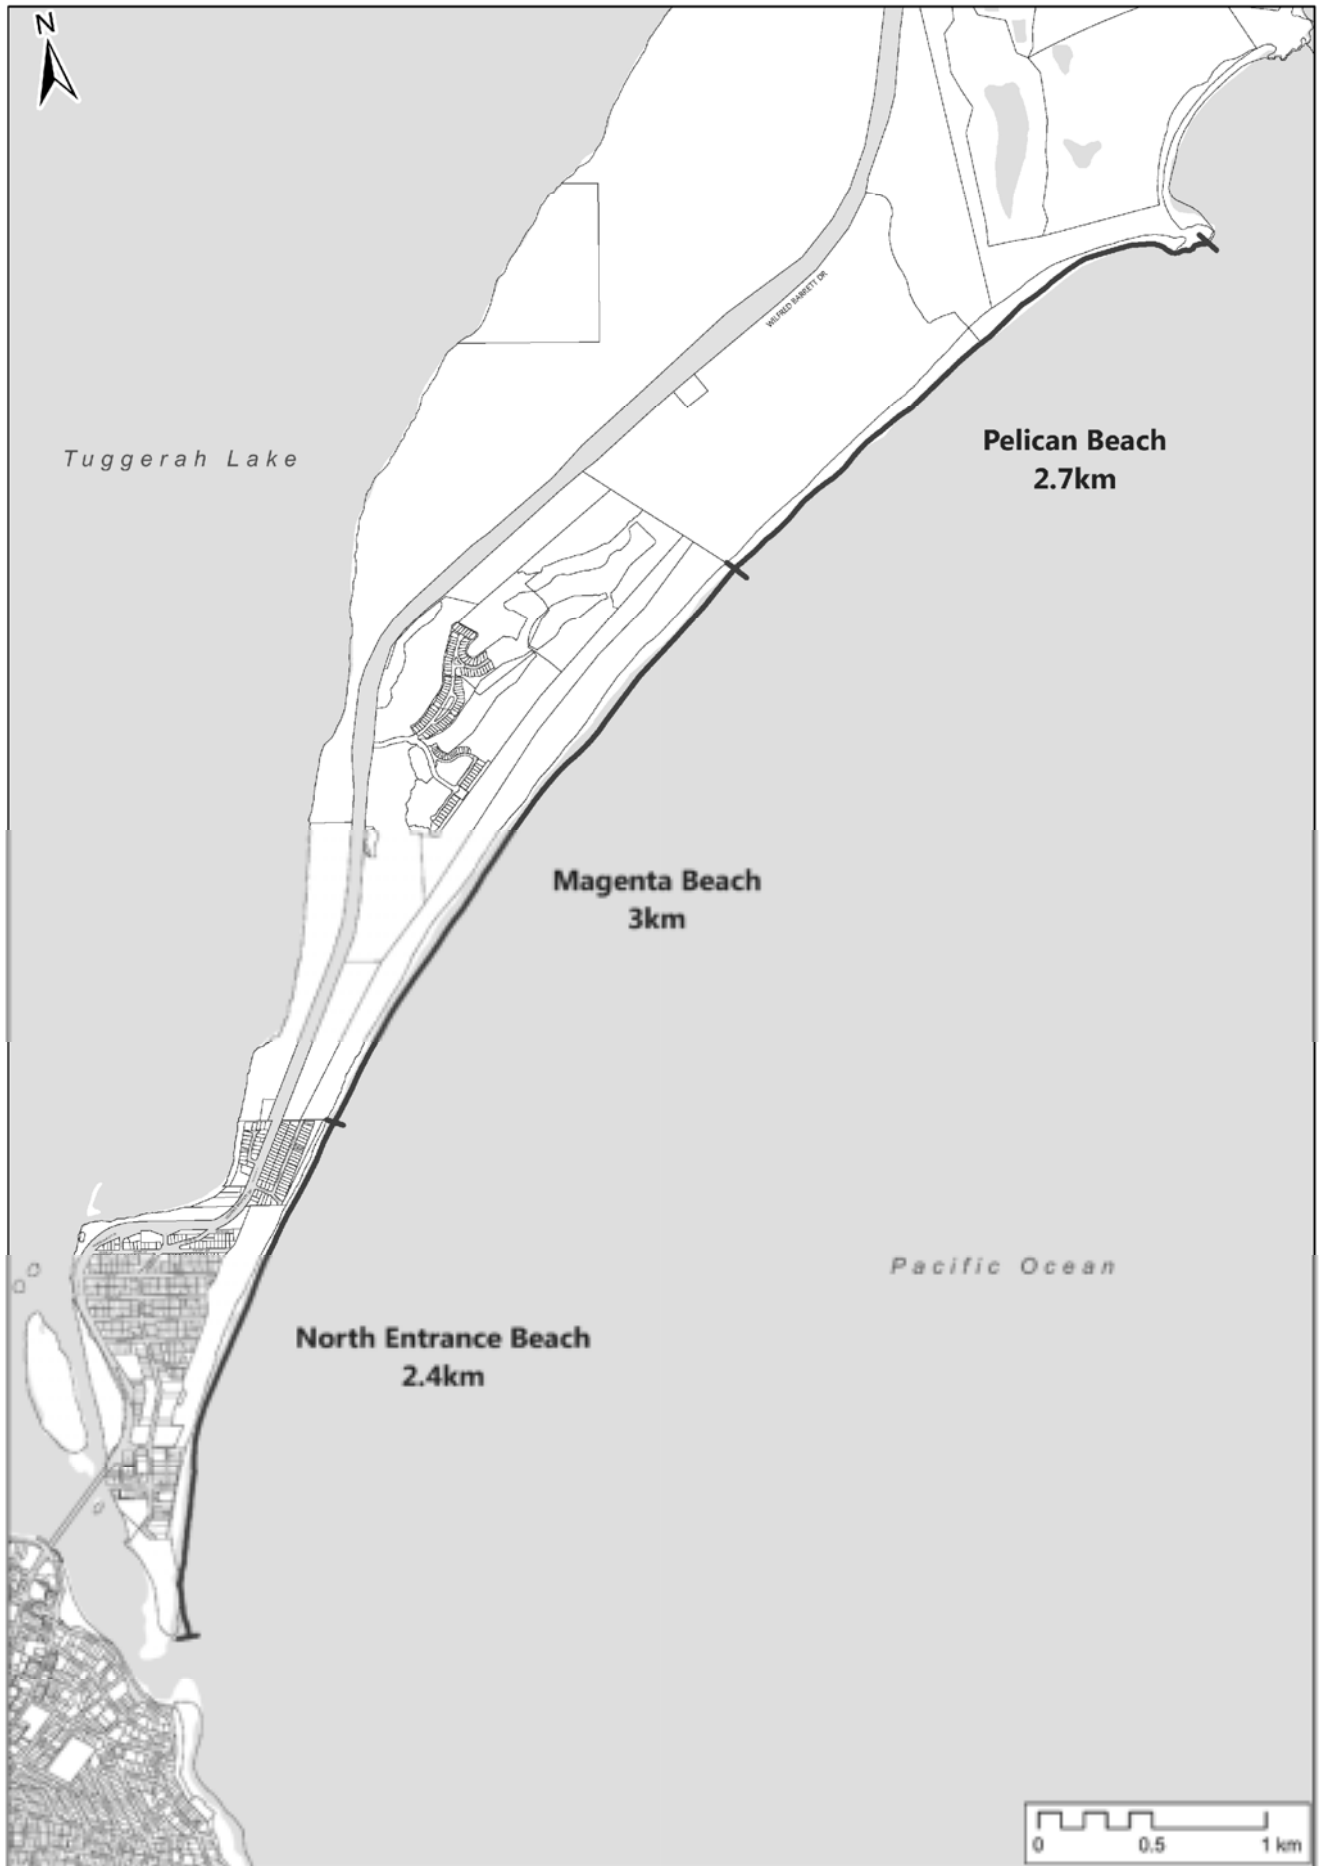 N
WILFRED BARRETT DR
Tuggerah Lake
Pelican Beach
2.7km
Magenta Beach
3km
Pacific Ocean
North Entrance Beach
2.4km
0 0.5 1 km